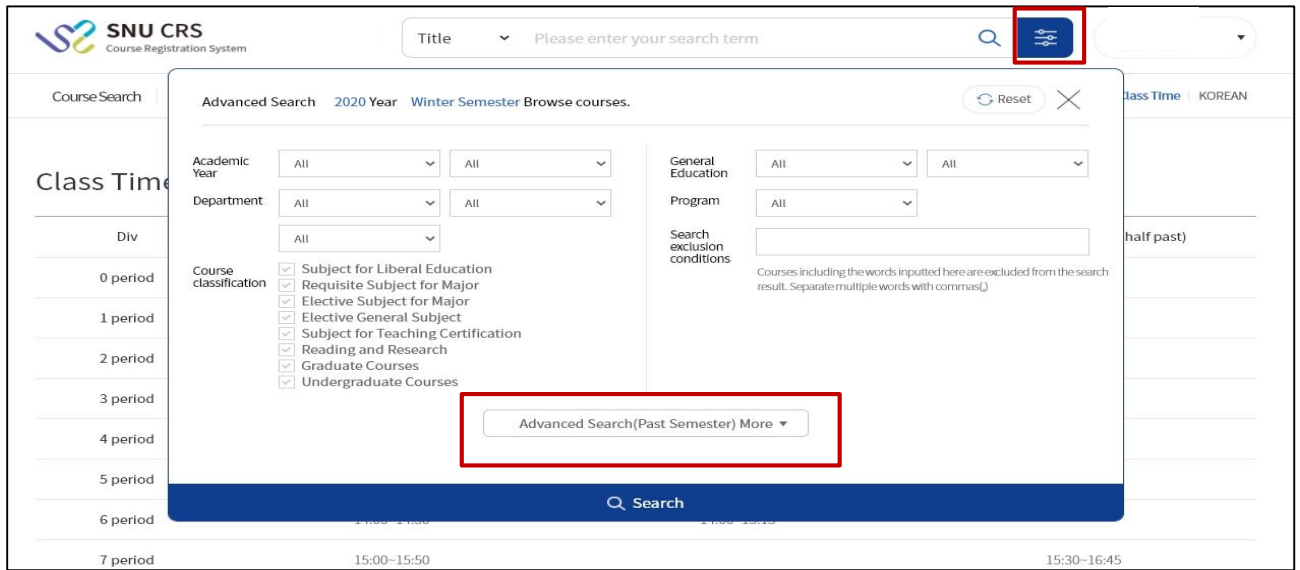 SNU CRS
Course Registration System
Title Please enter your search term
Course Search
Class Time KOREAN
Advanced Search 2020 Year Winter Semester Browse courses.
Reset
Academic Year All All
Department All All
All
Course classification
Subject for Liberal Education
Requisite Subject for Major
Elective Subject for Major
Elective General Subject
Subject for Teaching Certification
Reading and Research
Graduate Courses
Undergraduate Courses
General Education All All
Program All
Search exclusion conditions
Courses including the words inputted here are excluded from the search
result. Separate multiple words with commas(,)
Advanced Search(Past Semester) More
Search
Class Time
Div
half past)
0 period
1 period
2 period
3 period
4 period
5 period
6 period
7 period 15:00~15:50 15:30~16:45